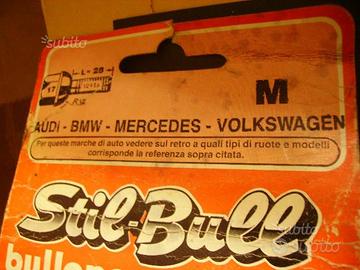 subito
L = 28
M
17
R12
AUDI - BMW - MERCEDES - VOLKSWAGEN
Per queste marche di auto vedere sul retro a quali tipi di ruote e modelli
corrisponde la referenza sopra citata.
Stil-Bull
subito